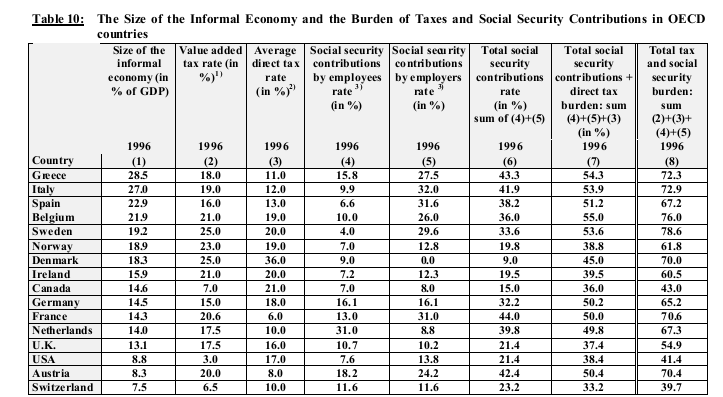 Table 10: The Size of the Informal Economy and the Burden of Taxes and Social Security Contributions in OECD
countries
Size of the informal economy (in % of GDP) Value added tax rate (in %)1) Average direct tax rate (in %)2) Social security contributions by employees rate 3) (in %) Social security contributions by employers rate 3) (in %) Total social security contributions rate (in %) sum of (4)+(5) Total social security contributions + direct tax burden: sum (4)+(5)+(3) (in %) Total tax and social security burden: sum (2)+(3)+ (4)+(5)
1996 1996 1996 1996 1996 1996 1996 1996
Country (1) (2) (3) (4) (5) (6) (7) (8)
Greece 28.5 18.0 11.0 15.8 27.5 43.3 54.3 72.3
Italy 27.0 19.0 12.0 9.9 32.0 41.9 53.9 72.9
Spain 22.9 16.0 13.0 6.6 31.6 38.2 51.2 67.2
Belgium 21.9 21.0 19.0 10.0 26.0 36.0 55.0 76.0
Sweden 19.2 25.0 20.0 4.0 29.6 33.6 53.6 78.6
Norway 18.9 23.0 19.0 7.0 12.8 19.8 38.8 61.8
Denmark 18.3 25.0 36.0 9.0 0.0 9.0 45.0 70.0
Ireland 15.9 21.0 20.0 7.2 12.3 19.5 39.5 60.5
Canada 14.6 7.0 21.0 7.0 8.0 15.0 36.0 43.0
Germany 14.5 15.0 18.0 16.1 16.1 32.2 50.2 65.2
France 14.3 20.6 6.0 13.0 31.0 44.0 50.0 70.6
Netherlands 14.0 17.5 10.0 31.0 8.8 39.8 49.8 67.3
U.K. 13.1 17.5 16.0 10.7 10.2 21.4 37.4 54.9
USA 8.8 3.0 17.0 7.6 13.8 21.4 38.4 41.4
Austria 8.3 20.0 8.0 18.2 24.2 42.4 50.4 70.4
Switzerland 7.5 6.5 10.0 11.6 11.6 23.2 33.2 39.7